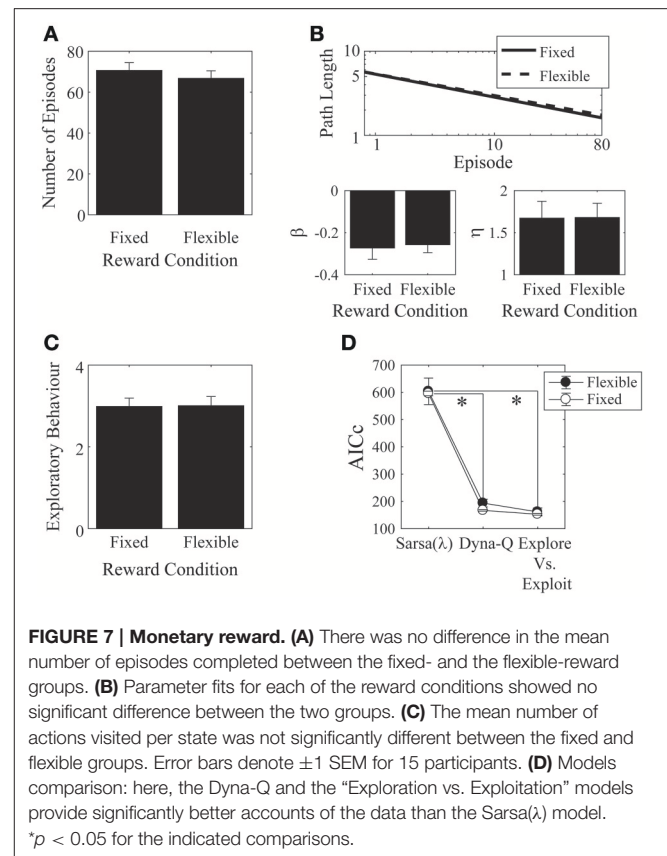 A
80
60
40
20
0
Number of Episodes
Fixed
Flexible
Reward Condition
B
10
5
1
Path Length
1
10
80
Episode
Fixed
Flexible
0
-0.2
-0.4
β
Fixed
Flexible
Reward Condition
2
1.5
1
η
Fixed
Flexible
Reward Condition
C
4
2
0
Exploratory Behaviour
Fixed
Flexible
Reward Condition
D
700
600
500
400
300
200
100
AICc
*
*
Flexible
Fixed
Sarsa(λ)
Dyna-Q
Explore
Vs.
Exploit
FIGURE 7 | Monetary reward. (A) There was no difference in the mean
number of episodes completed between the fixed- and the flexible-reward
groups. (B) Parameter fits for each of the reward conditions showed no
significant difference between the two groups. (C) The mean number of
actions visited per state was not significantly different between the fixed and
flexible groups. Error bars denote ±1 SEM for 15 participants. (D) Models
comparison: here, the Dyna-Q and the “Exploration vs. Exploitation” models
provide significantly better accounts of the data than the Sarsa(λ) model.
*p < 0.05 for the indicated comparisons.